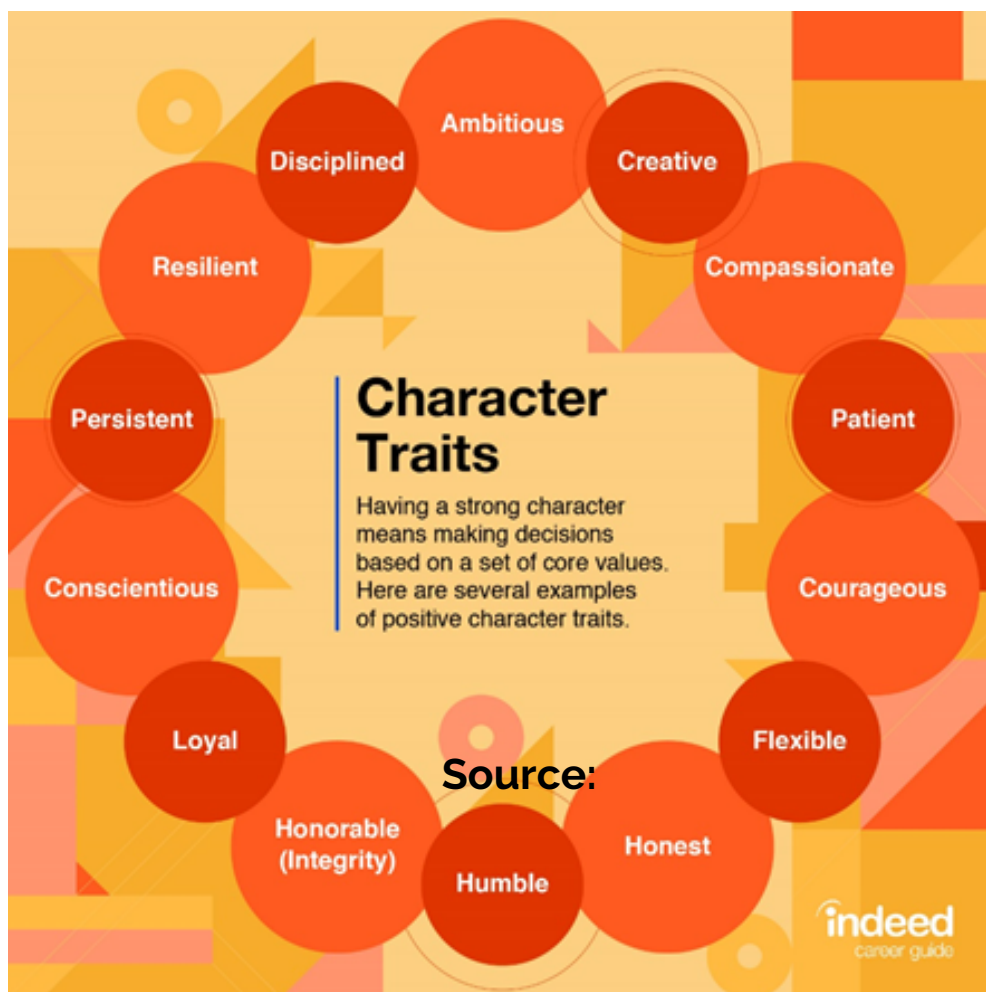 Ambitious
Disciplined
Creative
Resilient
Compassionate
Persistent
Patient
Character
Traits
Having a strong character
means making decisions
based on a set of core values.
Here are several examples
of positive character traits.
Conscientious
Courageous
Loyal
Flexible
Source:
Honorable
(Integrity)
Honest
Humble
indeed
career guide